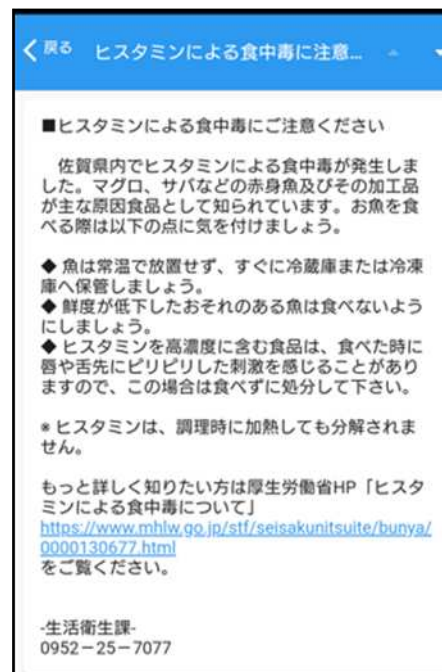 戻る ヒスタミンによる食中毒に注意...
■ヒスタミンによる食中毒にご注意ください
　佐賀県内でヒスタミンによる食中毒が発生しま
した。マグロ、サバなどの赤身魚及びその加工品
が主な原因食品として知られています。お魚を食
べる際は以下の点に気を付けましょう。
◆ 魚は常温で放置せず、すぐに冷蔵庫または冷凍
庫へ保管しましょう。
◆ 鮮度が低下したおそれのある魚は食べないよう
にしましょう。
◆ ヒスタミンを高濃度に含む食品は、食べた時に
唇や舌先にピリピリした刺激を感じることがあり
ますので、この場合は食べずに処分して下さい。
※ ヒスタミンは、調理時に加熱しても分解されま
せん。
もっと詳しく知りたい方は厚生労働省HP「ヒスタ
ミンによる食中毒について」
https://www.mhlw.go.jp/stf/seisakunitsuite/bunya/
0000130677.html
をご覧ください。
-生活衛生課-
0952－25－7077